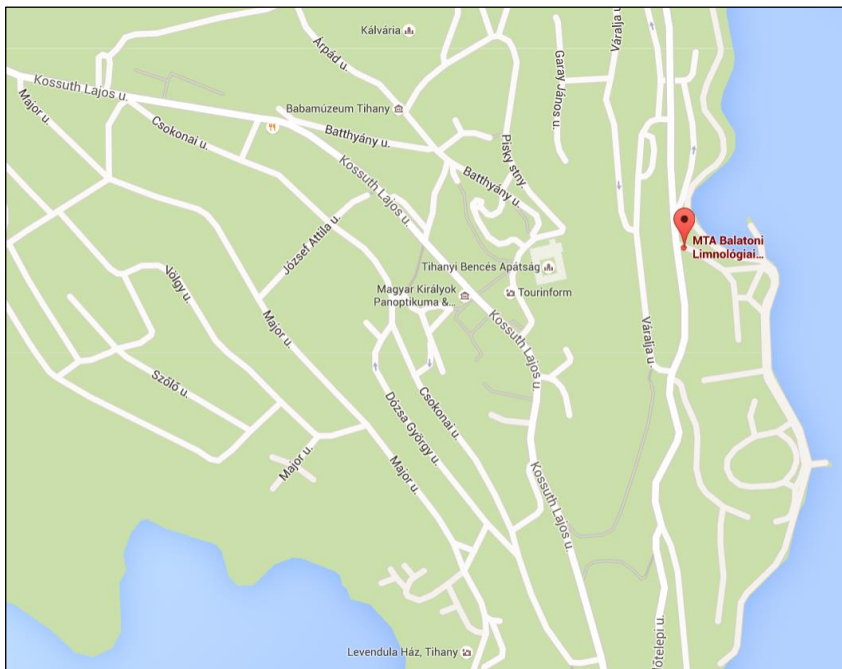 Kálvária
Árpád u.
Garay János u.
Váralja u.
Kossuth Lajos u.
Major u.
Csokonai u.
Babamúzeum Tihany
Batthyány u.
Pisky stny.
Kossuth Lajos u.
Batthyány u.
József Attila u.
MTA Balatoni
Limnológiai...
Tihanyi Bencés Apátság
Völgy u.
Magyar Királyok
Panoptikuma &...
Tourinform
Major u.
Kossuth Lajos u.
Váralja u.
Szőlő u.
Dózsa György u.
Csokonai u.
Major u.
Major u.
Kossuth Lajos u.
Levendula Ház, Tihany